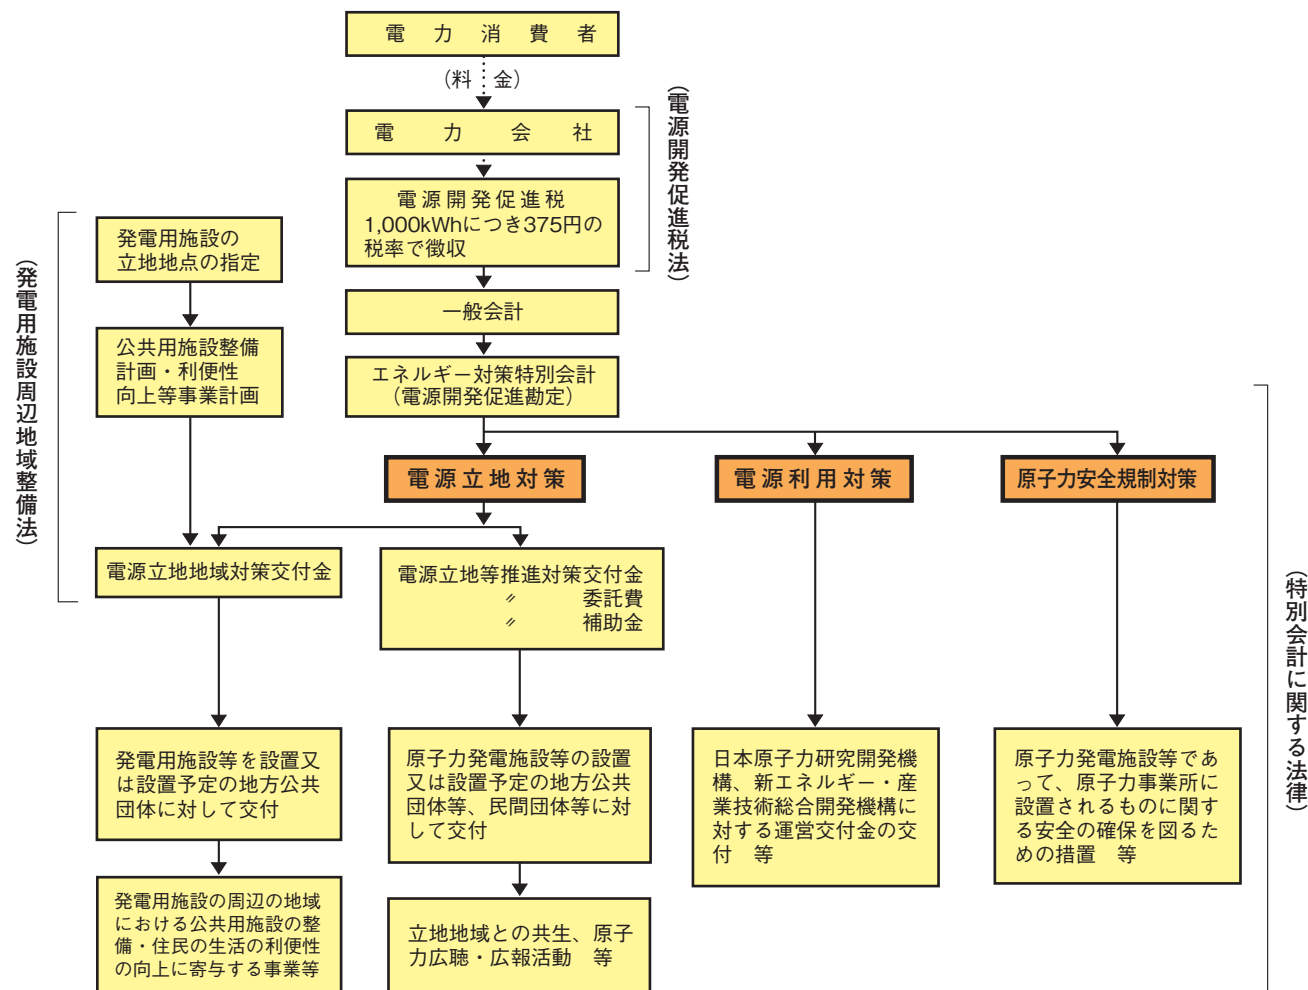 電力消費者
(料金)
電力会社
電源開発促進税
1,000kWhにつき375円の
税率で徴収
(電源開発促進税法)
一般会計
エネルギー対策特別会計
(電源開発促進勘定)
(発電用施設周辺地域整備法)
発電用施設の
立地地点の指定
公共用施設整備
計画・利便性
向上等事業計画
電源立地対策
電源利用対策
原子力安全規制対策
電源立地地域対策交付金
電源立地等推進対策交付金
〃 委託費
〃 補助金
(特別会計に関する法律)
発電用施設等を設置又
は設置予定の地方公共
団体に対して交付
原子力発電施設等の設置
又は設置予定の地方公共
団体等、民間団体等に対
して交付
日本原子力研究開発機
構、新エネルギー・産
業技術総合開発機構に
対する運営交付金の交
付 等
原子力発電施設等であ
って、原子力事業所に
設置されるものに関す
る安全の確保を図るた
めの措置 等
発電用施設の周辺の地域
における公共用施設の整
備・住民の生活の利便性
の向上に寄与する事業等
立地地域との共生、原子
力広聴・広報活動 等